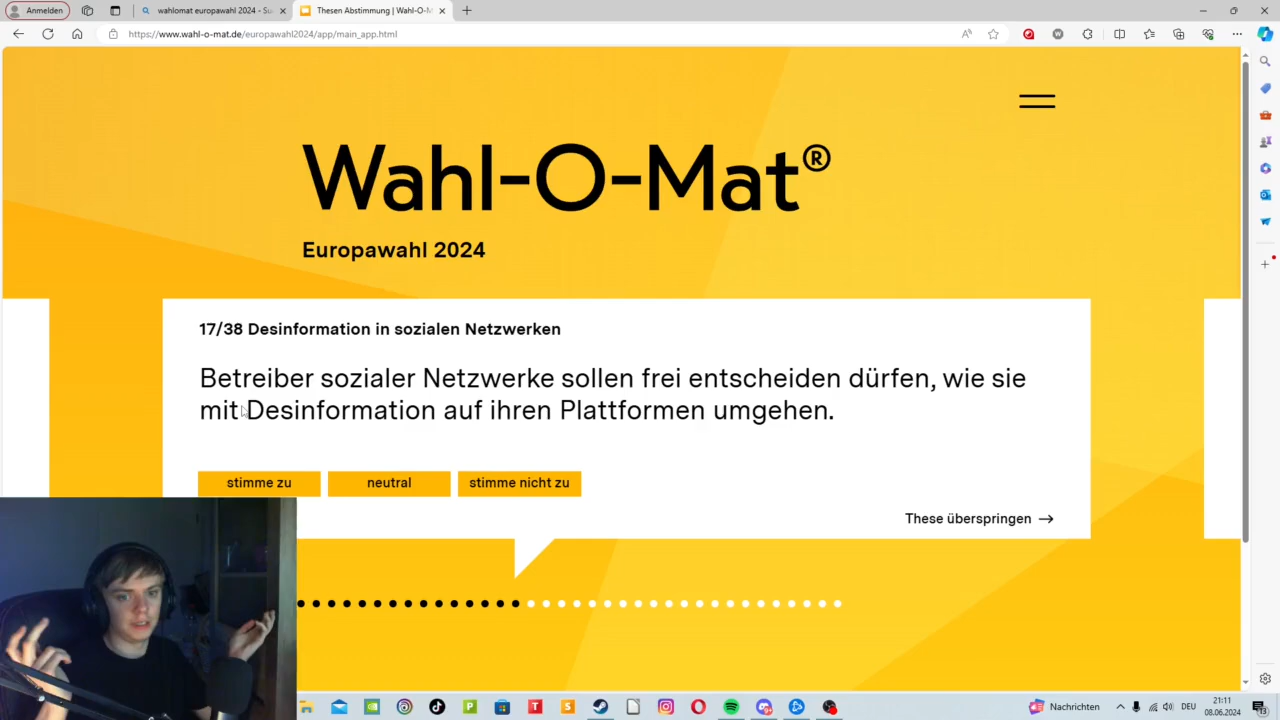 Anmelden
wahlomat europawahl 2024 - Su
Thesen Abstimmung | Wahl-O-M
https://www.wahl-o-mat.de/europawahl2024/app/main_app.html
Wahl-O-Mat®
Europawahl 2024
17/38 Desinformation in sozialen Netzwerken
Betreiber sozialer Netzwerke sollen frei entscheiden dürfen, wie sie
mit Desinformation auf ihren Plattformen umgehen.
stimme zu
neutral
stimme nicht zu
These überspringen
Nachrichten
DEU
21:11
08.06.2024